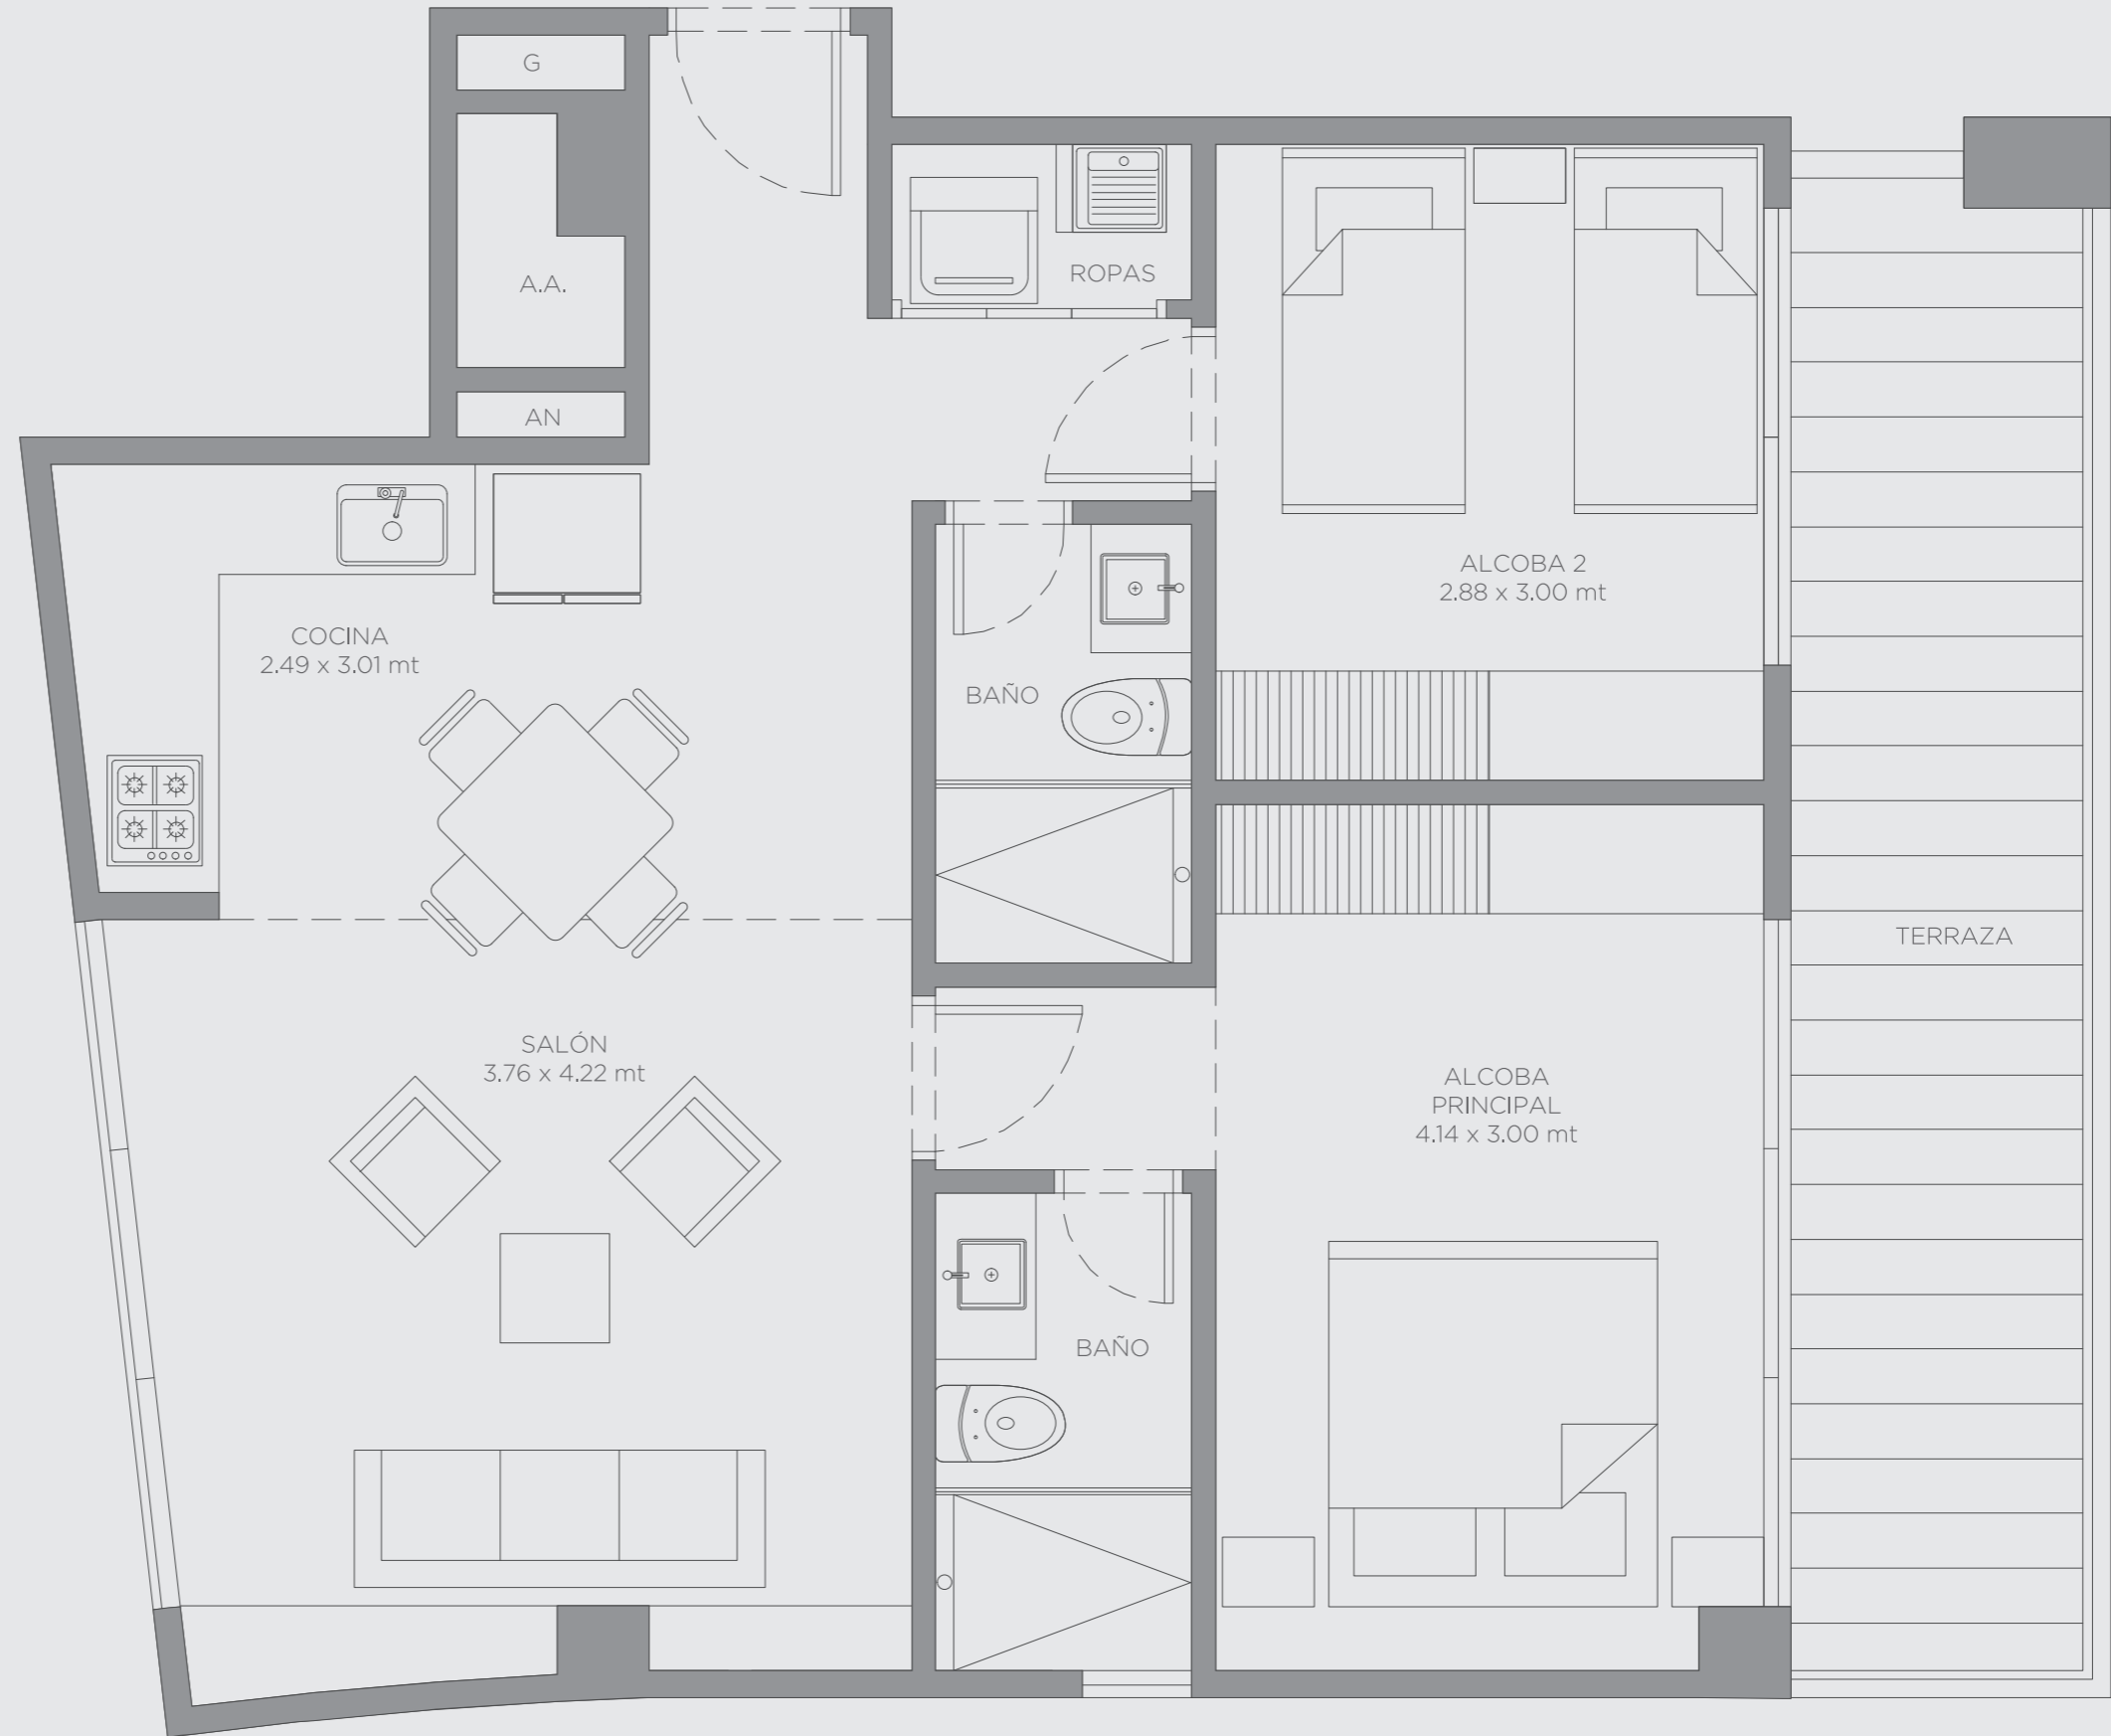 G
A.A.
ROPAS
AN
ALCOBA 2
2.88 x 3.00 mt
COCINA
2.49 x 3.01 mt
BAÑO
TERRAZA
SALÓN
3.76 x 4.22 mt
ALCOBA
PRINCIPAL
4.14 x 3.00 mt
BAÑO